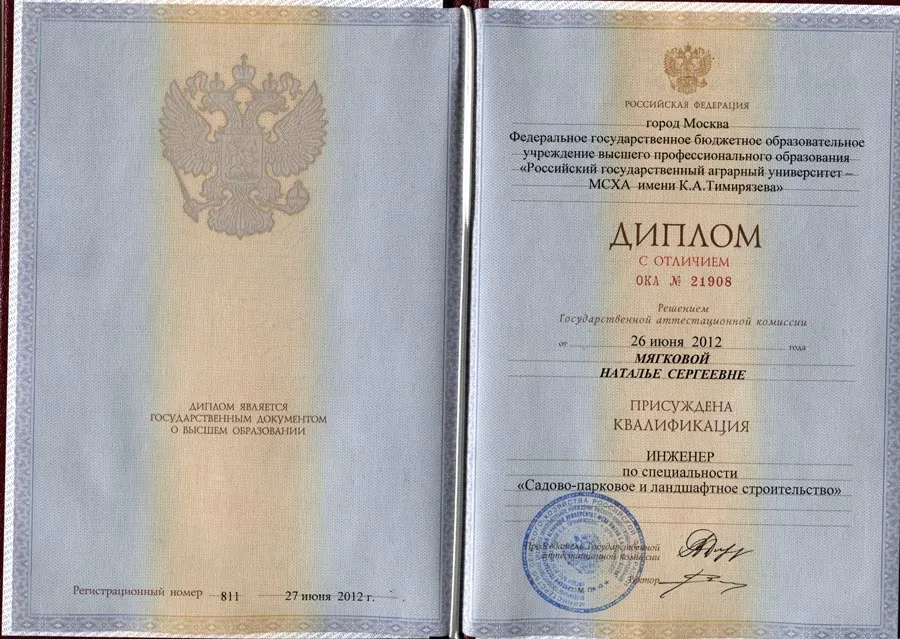 ДИПЛОМ ЯВЛЯЕТСЯ
ГОСУДАРСТВЕННЫМ ДОКУМЕНТОМ
О ВЫСШЕМ ОБРАЗОВАНИИ
Регистрационный номер 811 27 июня 2012 г.
РОССИЙСКАЯ ФЕДЕРАЦИЯ
город Москва
Федеральное государственное бюджетное образовательное
учреждение высшего профессионального образования
«Российский государственный аграрный университет –
МСХА имени К.А.Тимирязева»
ДИПЛОМ
С ОТЛИЧИЕМ
ОКА № 21908
Решением
Государственной аттестационной комиссии
от 26 июня 2012 года
МЯГКОВОЙ
НАТАЛЬЕ СЕРГЕЕВНЕ
ПРИСУЖДЕНА
КВАЛИФИКАЦИЯ
ИНЖЕНЕР
по специальности
«Садово-парковое и ландшафтное строительство»
Председатель Государственной
аттестационной комиссии
Ректор